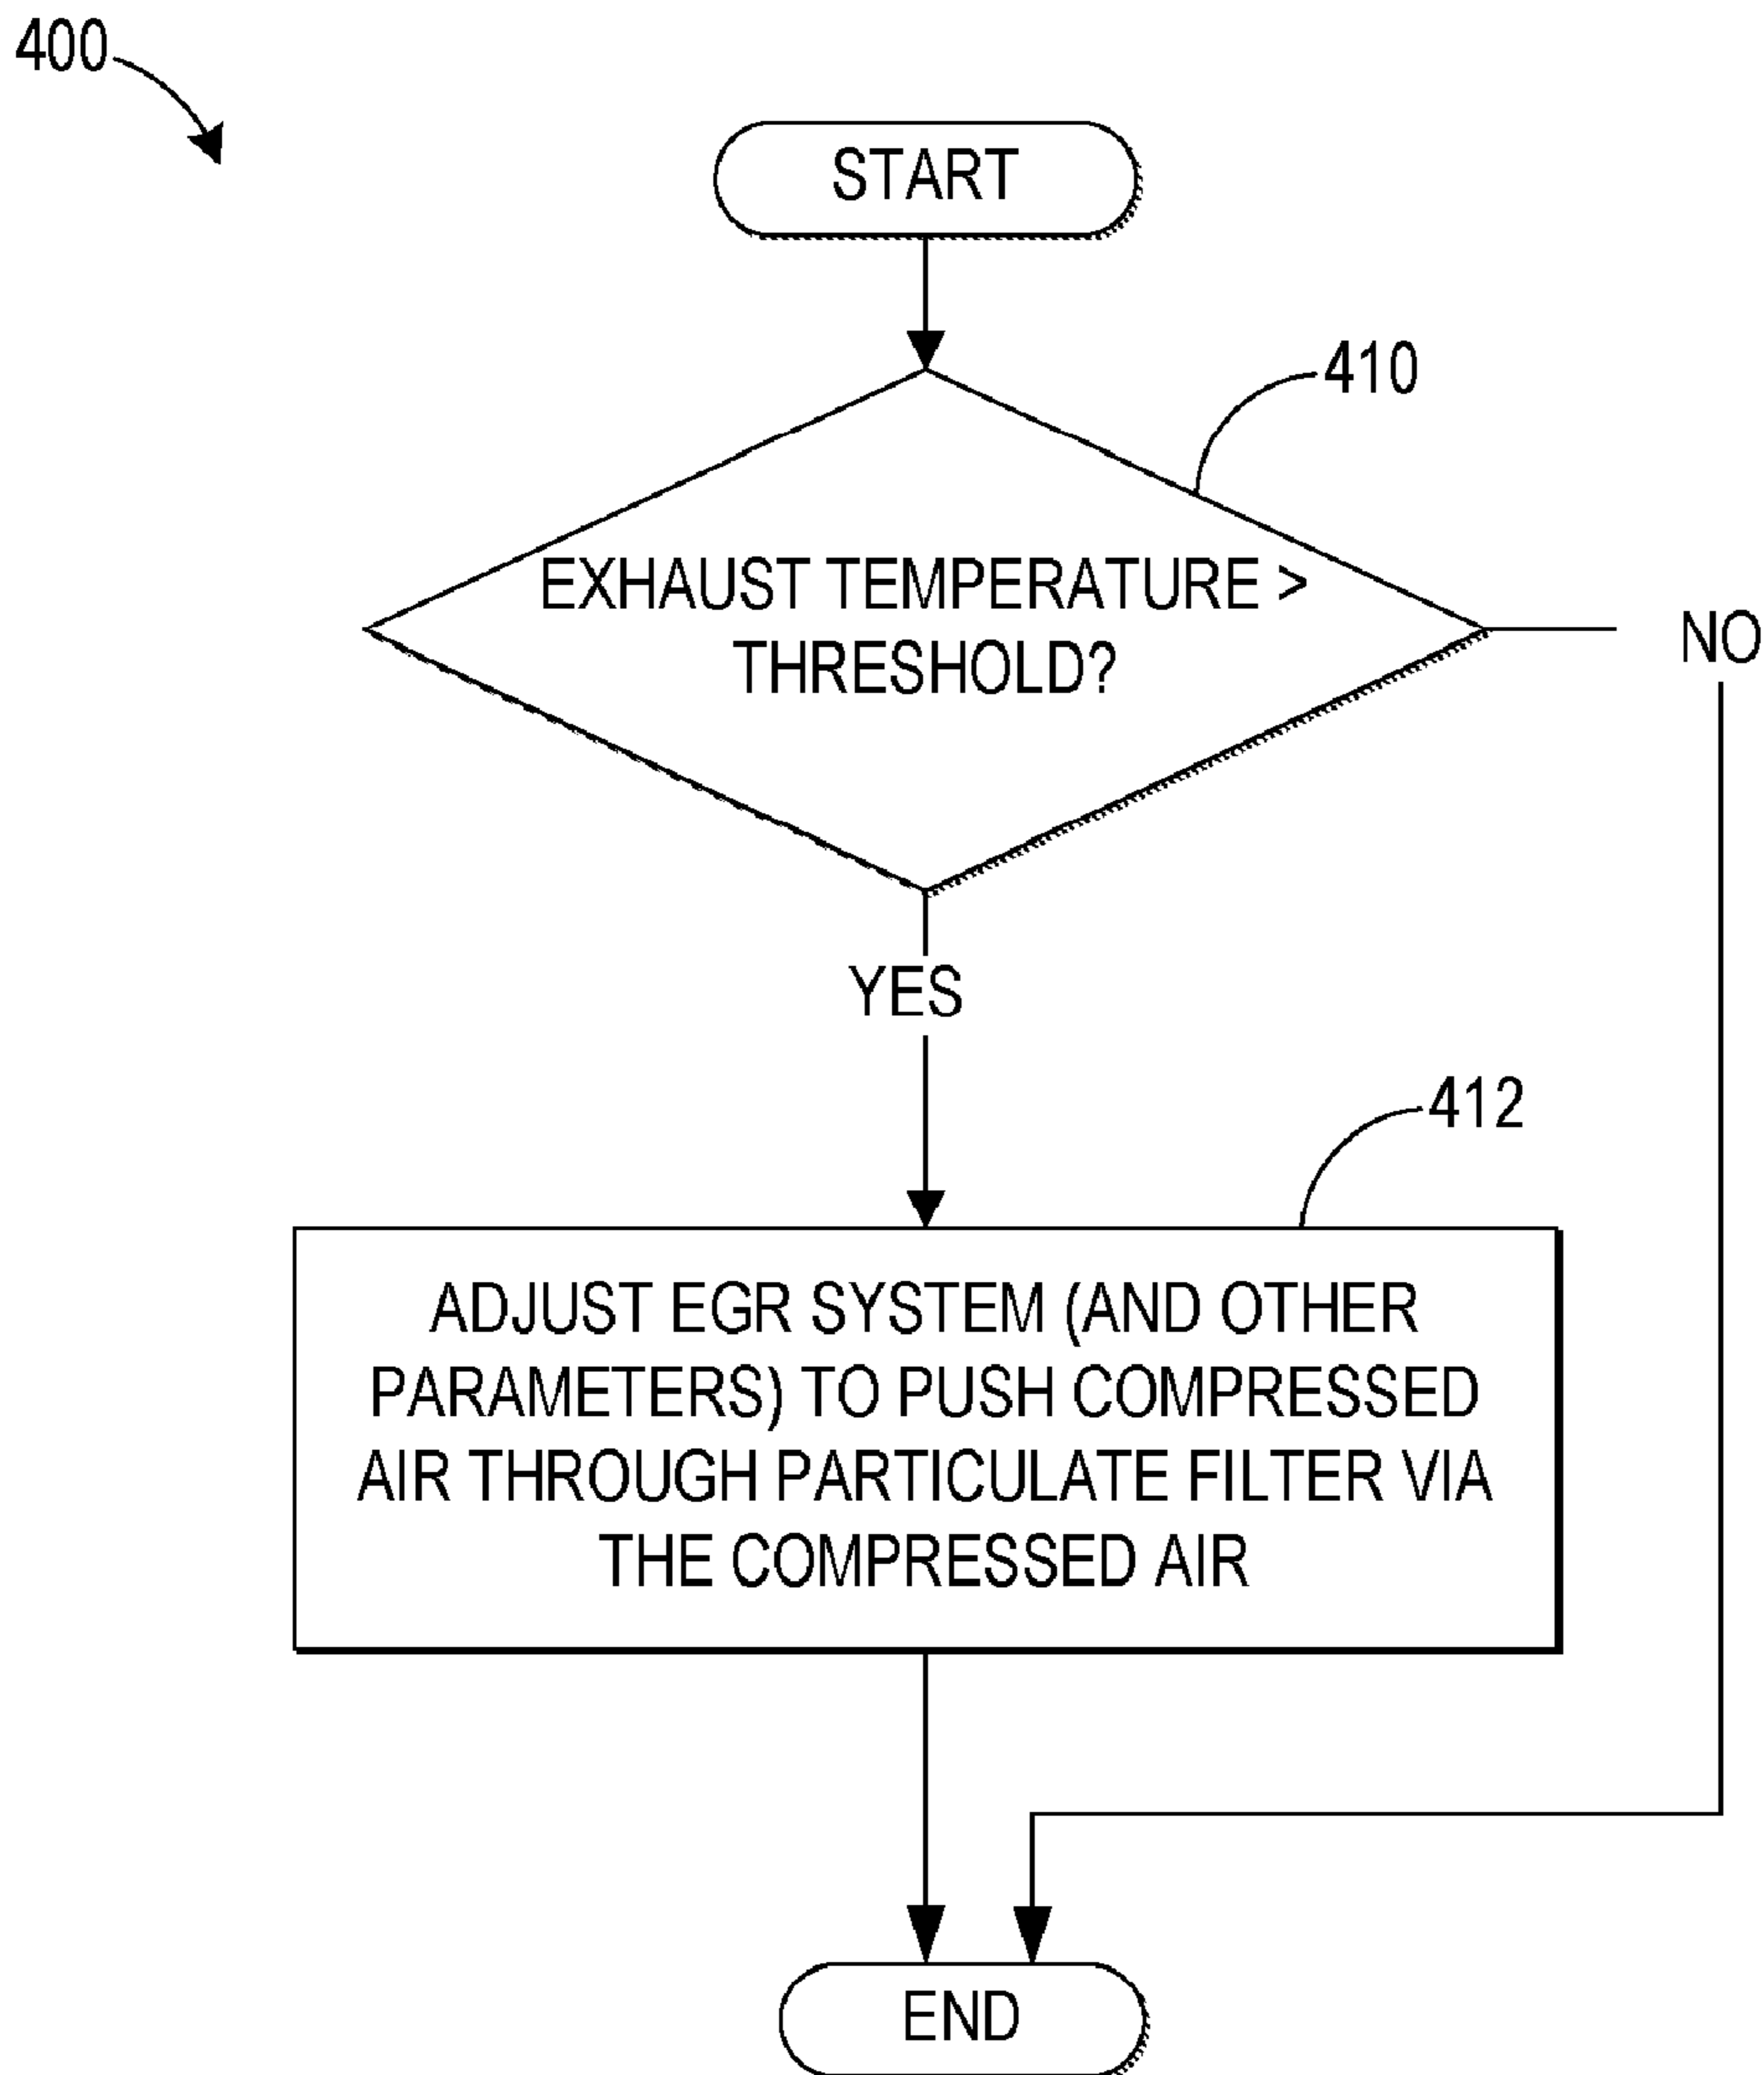 400
START
410
EXHAUST TEMPERATURE >
THRESHOLD?
NO
YES
412
ADJUST EGR SYSTEM (AND OTHER
PARAMETERS) TO PUSH COMPRESSED
AIR THROUGH PARTICULATE FILTER VIA
THE COMPRESSED AIR
END